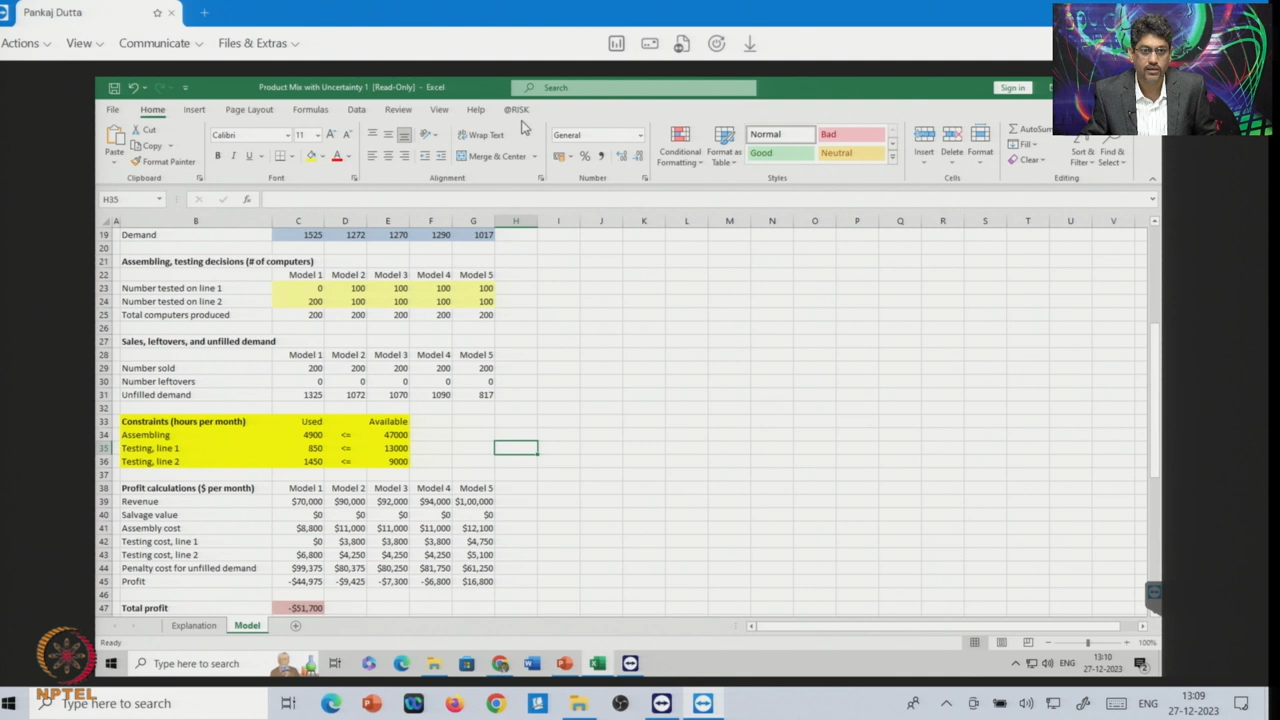 Pankaj Dutta
Actions View Communicate Files & Extras
Product Mix with Uncertainty 1 [Read-Only] - Excel
Search
Sign in
File Home Insert Page Layout Formulas Data Review View Help @RISK
Paste
Cut
Copy
Format Painter
Clipboard
Calibri 11
B I U
Font
Wrap Text
Merge & Center
Alignment
General
Number
Conditional Formatting
Format as Table
Normal Bad
Good Neutral
Styles
Insert Delete Format
Cells
AutoSum
Fill
Clear
Sort & Filter
Find & Select
Editing
H35
fx
A B C D E F G H I J K L M N O P Q R S T U V
19 Demand 1525 1272 1270 1290 1017
20
21 Assembling, testing decisions (# of computers)
22 Model 1 Model 2 Model 3 Model 4 Model 5
23 Number tested on line 1 0 100 100 100 100
24 Number tested on line 2 200 100 100 100 100
25 Total computers produced 200 200 200 200 200
26
27 Sales, leftovers, and unfilled demand
28 Model 1 Model 2 Model 3 Model 4 Model 5
29 Number sold 200 200 200 200 200
30 Number leftovers 0 0 0 0 0
31 Unfilled demand 1325 1072 1070 1090 817
32
33 Constraints (hours per month) Used Available
34 Assembling 4900 <= 47000
35 Testing, line 1 850 <= 13000
36 Testing, line 2 1450 <= 9000
37
38 Profit calculations ($ per month) Model 1 Model 2 Model 3 Model 4 Model 5
39 Revenue $70,000 $90,000 $92,000 $94,000 $1,00,000
40 Salvage value $0 $0 $0 $0 $0
41 Assembly cost $8,800 $11,000 $11,000 $11,000 $12,100
42 Testing cost, line 1 $0 $3,800 $3,800 $3,800 $4,750
43 Testing cost, line 2 $6,800 $4,250 $4,250 $4,250 $5,100
44 Penalty cost for unfilled demand $99,375 $80,375 $80,250 $81,750 $61,250
45 Profit -$44,975 -$9,425 -$7,300 -$6,800 $16,800
46
47 Total profit -$51,700
Explanation Model
Ready
100%
Type here to search
ENG
13:10
27-12-2023
2
NPTEL
Type here to search
ENG
13:09
27-12-2023